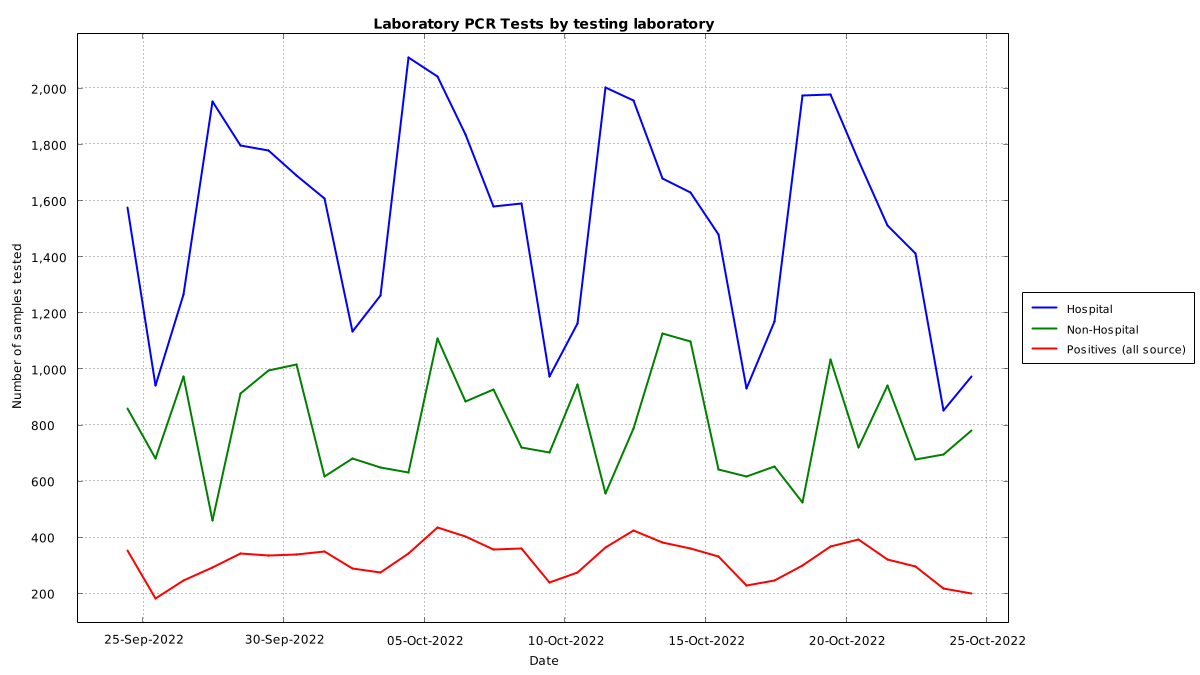 Laboratory PCR Tests by testing laboratory
Number of samples tested
2,000
1,800
1,600
1,400
1,200
1,000
800
600
400
200
25-Sep-2022
30-Sep-2022
05-Oct-2022
10-Oct-2022
15-Oct-2022
20-Oct-2022
25-Oct-2022
Date
Hospital
Non-Hospital
Positives (all source)